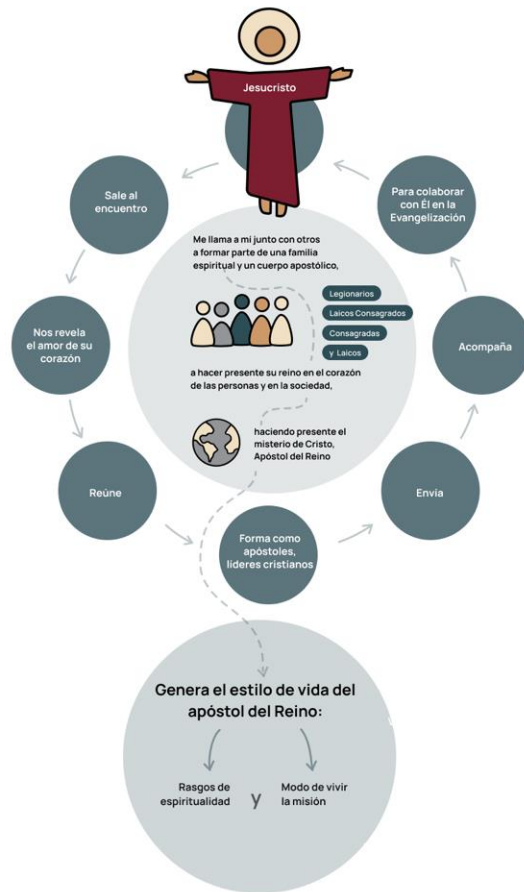 Jesucristo
Sale al
encuentro
Para colaborar
con Él en la
Evangelización
Me llama a mi junto con otros
a formar parte de una familia
espiritual y un cuerpo apostólico,
Legionarios
Laicos Consagrados
Consagradas
y Laicos
Nos revela
el amor de su
corazón
Acompaña
a hacer presente su reino en el corazón
de las personas y en la sociedad,
haciendo presente el
misterio de Cristo,
Apóstol del Reino
Reúne
Envía
Forma como
apóstoles,
líderes cristianos
Genera el estilo de vida del
apóstol del Reino:
Rasgos de
espiritualidad
y
Modo de vivir
la misión